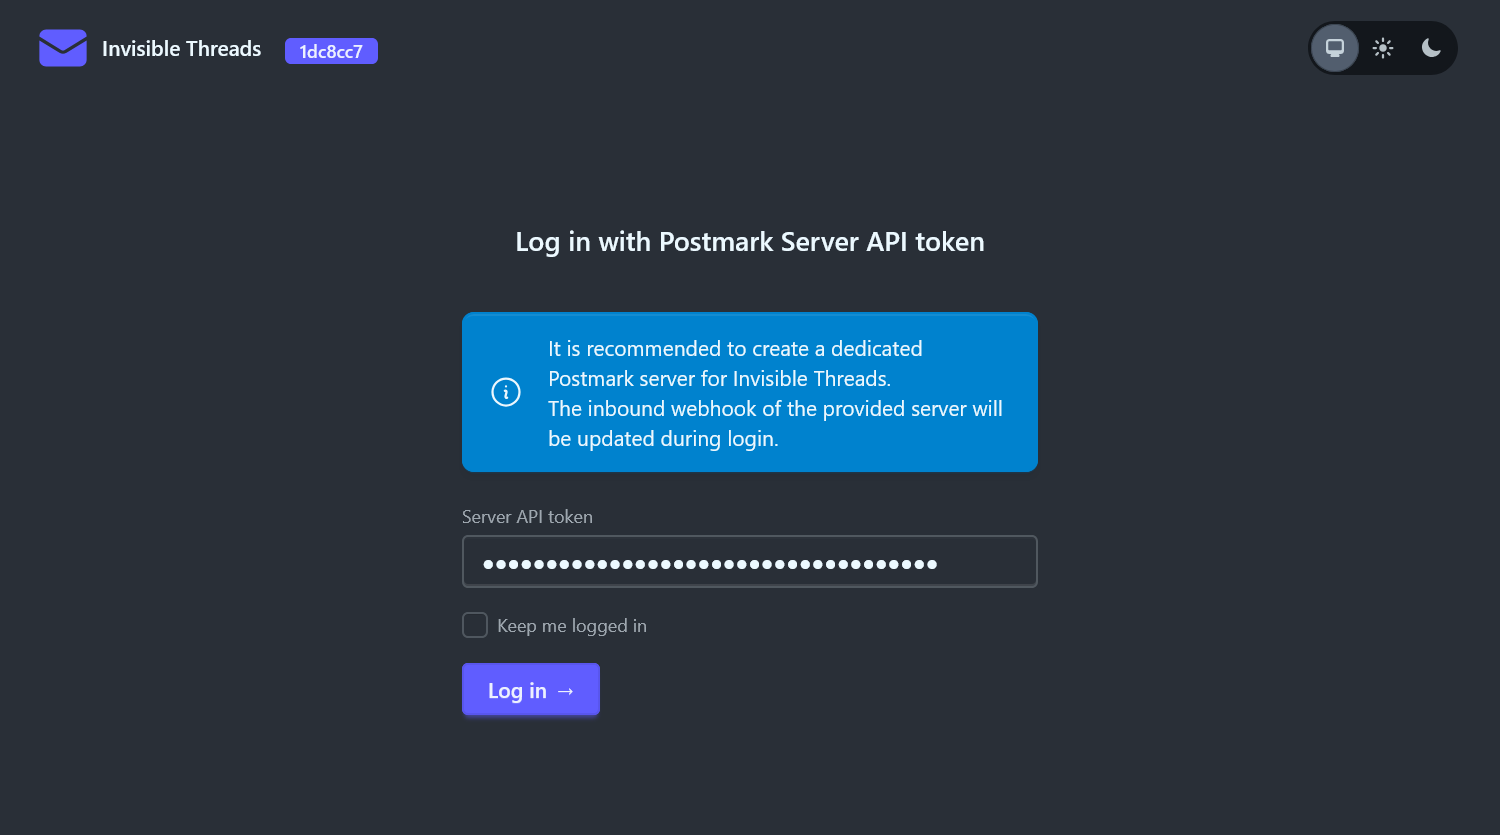 Invisible Threads
1dc8cc7
Log in with Postmark Server API token
It is recommended to create a dedicated
Postmark server for Invisible Threads.
The inbound webhook of the provided server will
be updated during login.
Server API token
••••••••••••••••••••••••••••••••••••
Keep me logged in
Log in →